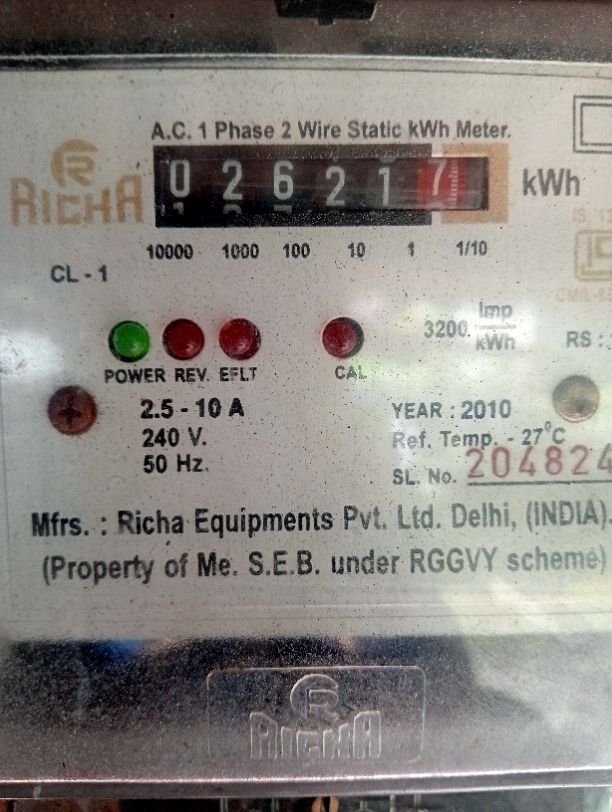 A.C. 1 Phase 2 Wire Static kWh Meter.
RICHA
0 2 6 2 1 7 kWh
10000 1000 100 10 1 1/10
CL - 1
3200 Imp/kWh
RS :
POWER REV. EFLT CAL
2.5 - 10 A
240 V.
50 Hz.
YEAR : 2010
Ref. Temp. - 27°C
SL. No. 204824
Mfrs. : Richa Equipments Pvt. Ltd. Delhi, (INDIA).
(Property of Me. S.E.B. under RGGVY scheme)
RICHA